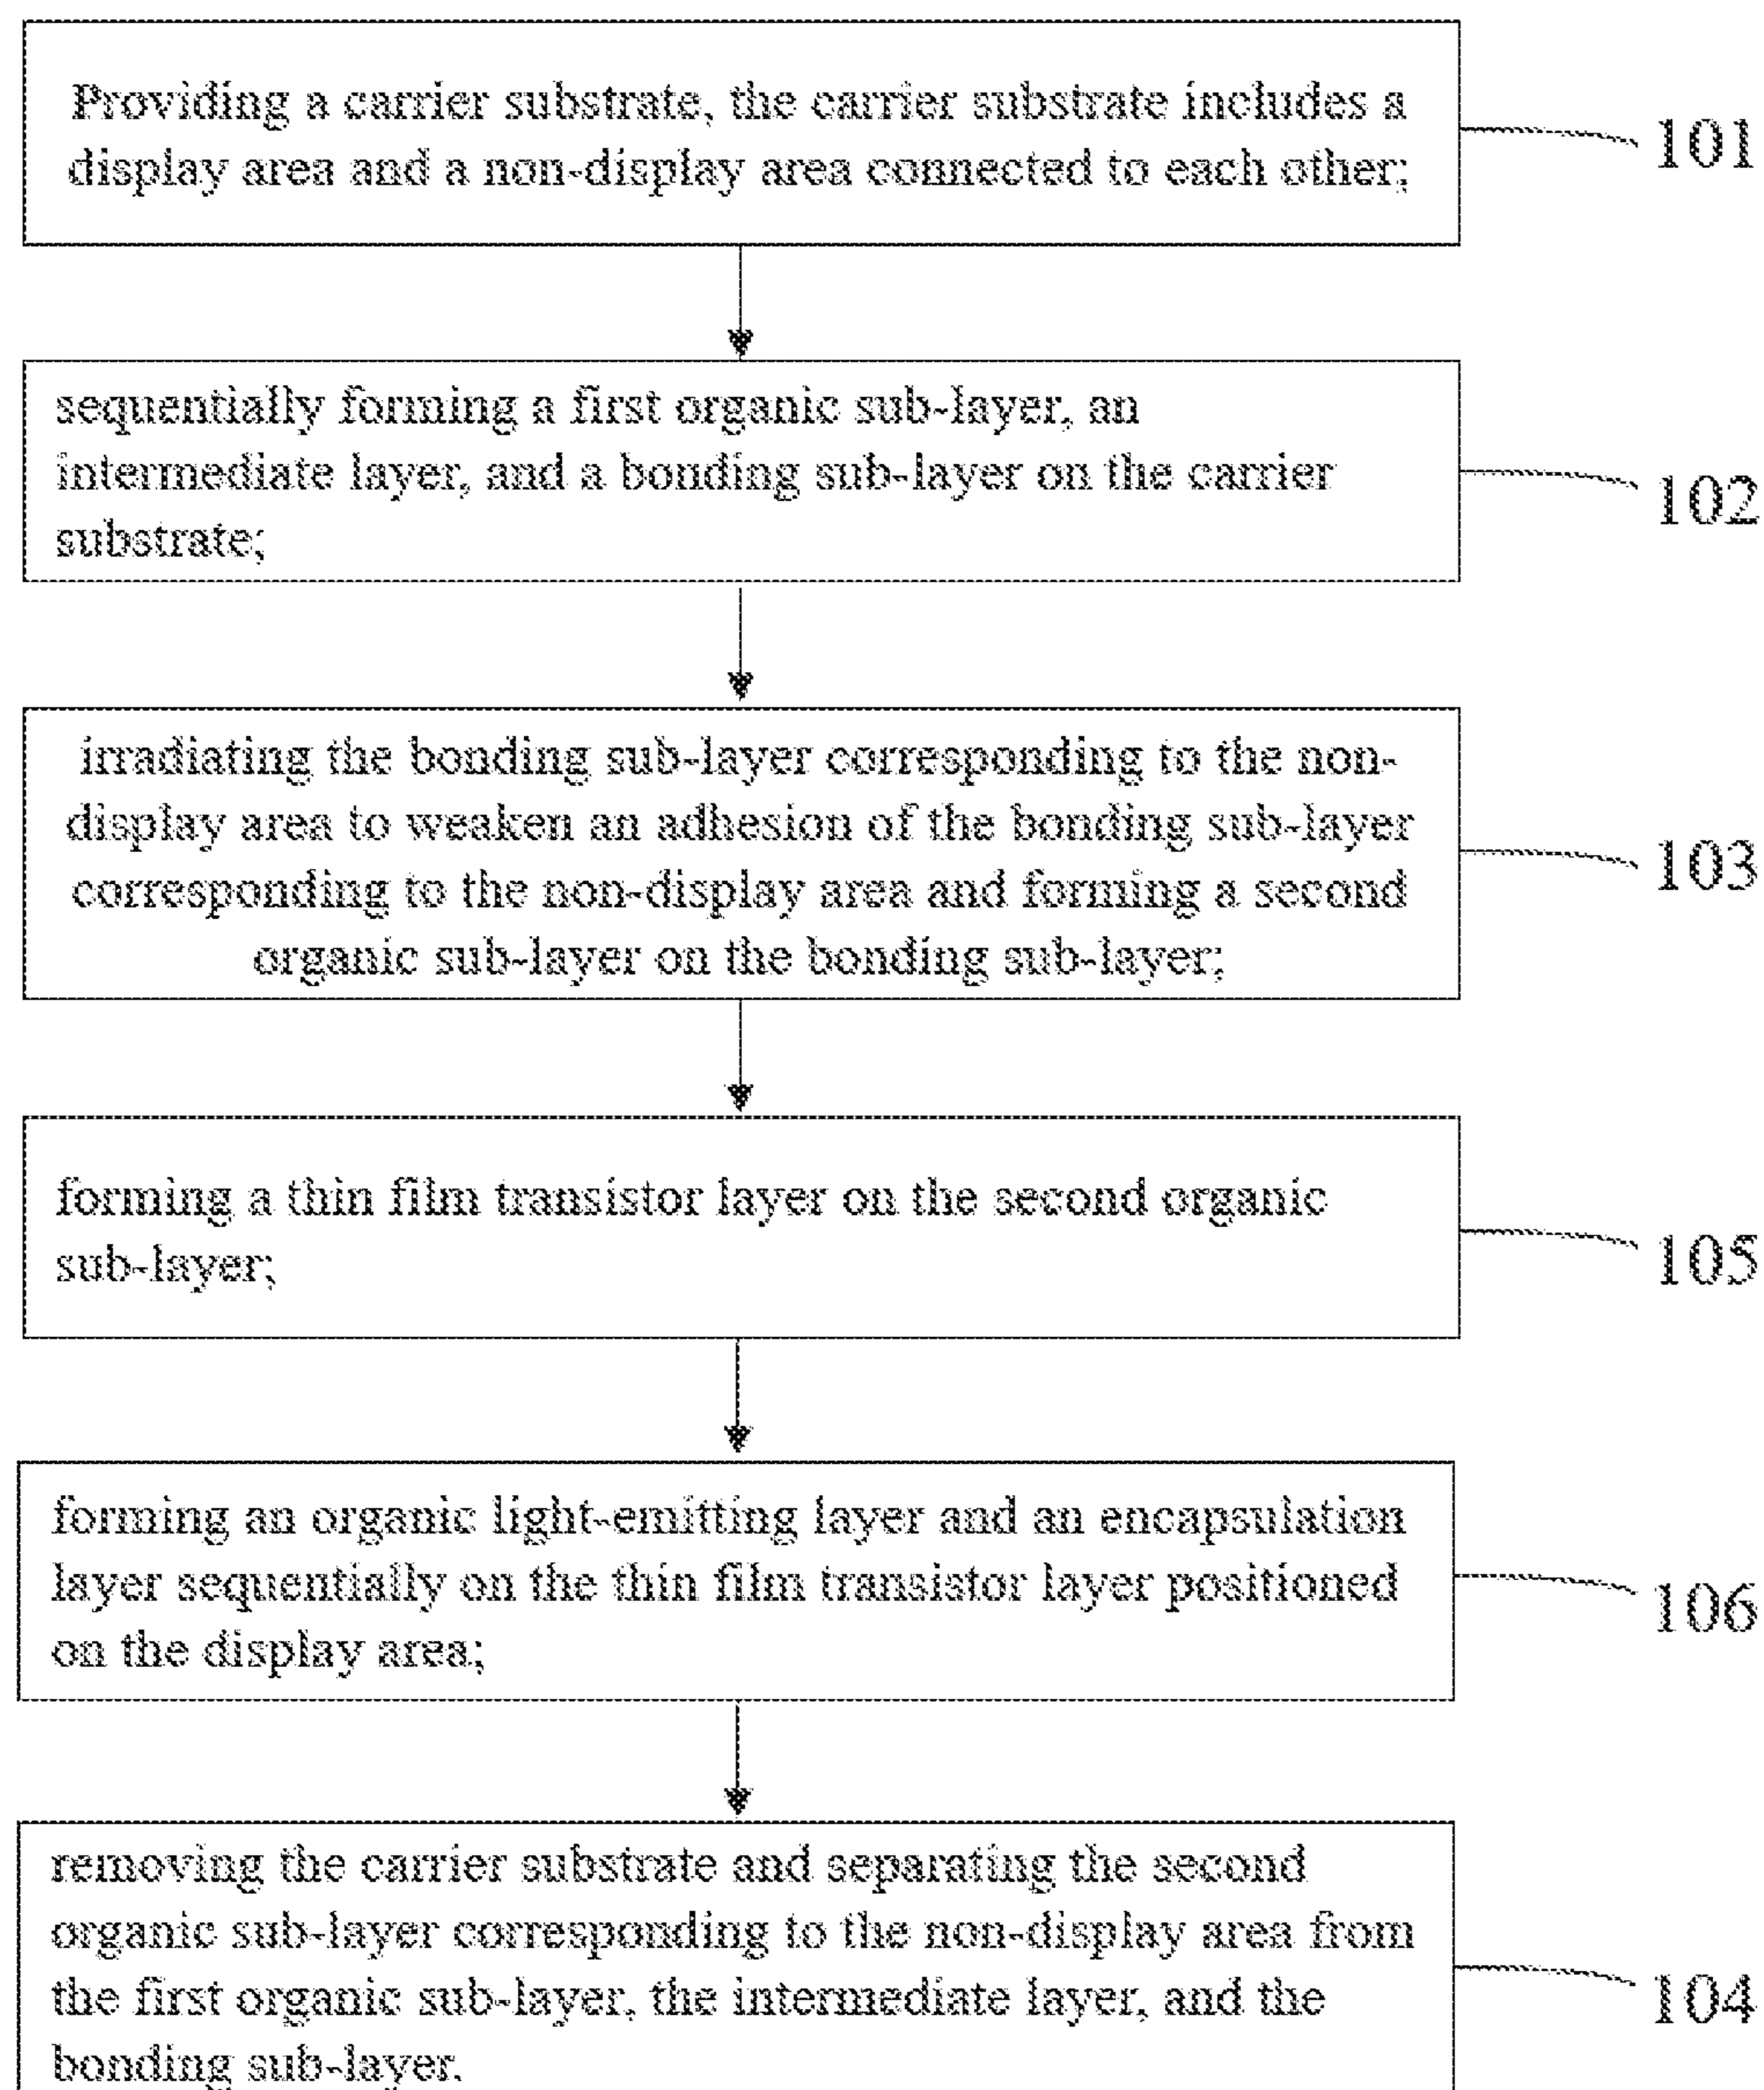 Providing a carrier substrate, the carrier substrate includes a
display area and a non-display area connected to each other;
101
sequentially forming a first organic sub-layer, an
intermediate layer, and a bonding sub-layer on the carrier
substrate;
102
irradiating the bonding sub-layer corresponding to the non-
display area to weaken an adhesion of the bonding sub-layer
corresponding to the non-display area and forming a second
organic sub-layer on the bonding sub-layer;
103
forming a thin film transistor layer on the second organic
sub-layer;
105
forming an organic light-emitting layer and an encapsulation
layer sequentially on the thin film transistor layer positioned
on the display area;
106
removing the carrier substrate and separating the second
organic sub-layer corresponding to the non-display area from
the first organic sub-layer, the intermediate layer, and the
bonding sub-layer.
104